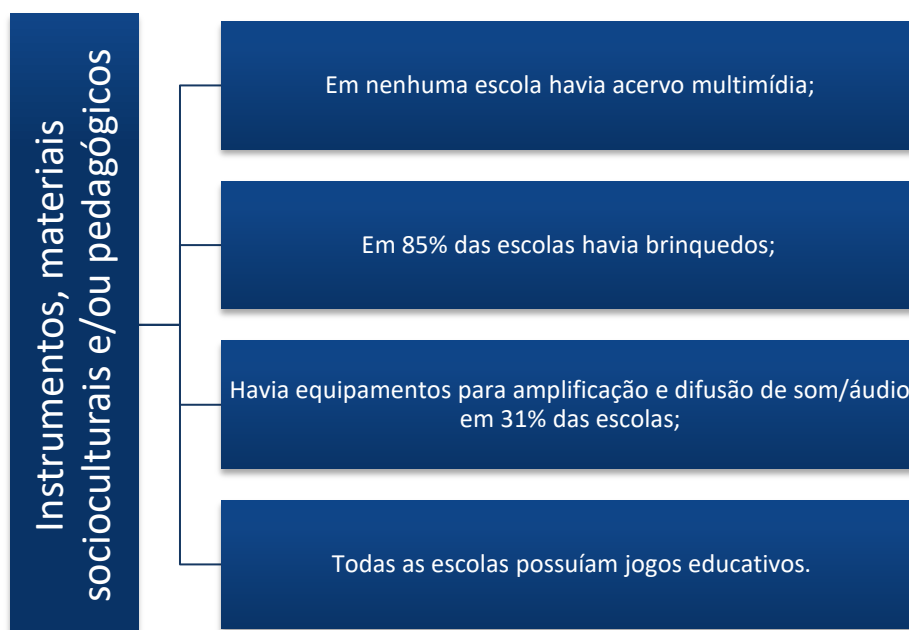 Instrumentos, materiais
socioculturais e/ou pedagógicos
Em nenhuma escola havia acervo multimídia;
Em 85% das escolas havia brinquedos;
Havia equipamentos para amplificação e difusão de som/áudio
em 31% das escolas;
Todas as escolas possuíam jogos educativos.